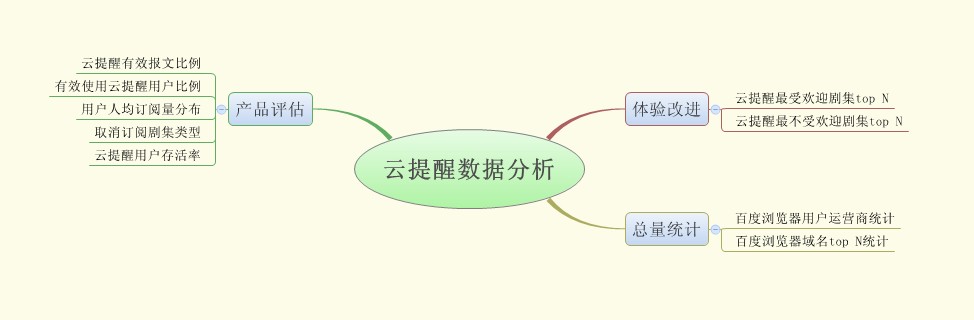 云提醒数据分析
产品评估
云提醒有效报文比例
有效使用云提醒用户比例
用户人均订阅量分布
取消订阅剧集类型
云提醒用户存活率
体验改进
云提醒最受欢迎剧集top N
云提醒最不受欢迎剧集top N
总量统计
百度浏览器用户运营商统计
百度浏览器域名top N统计